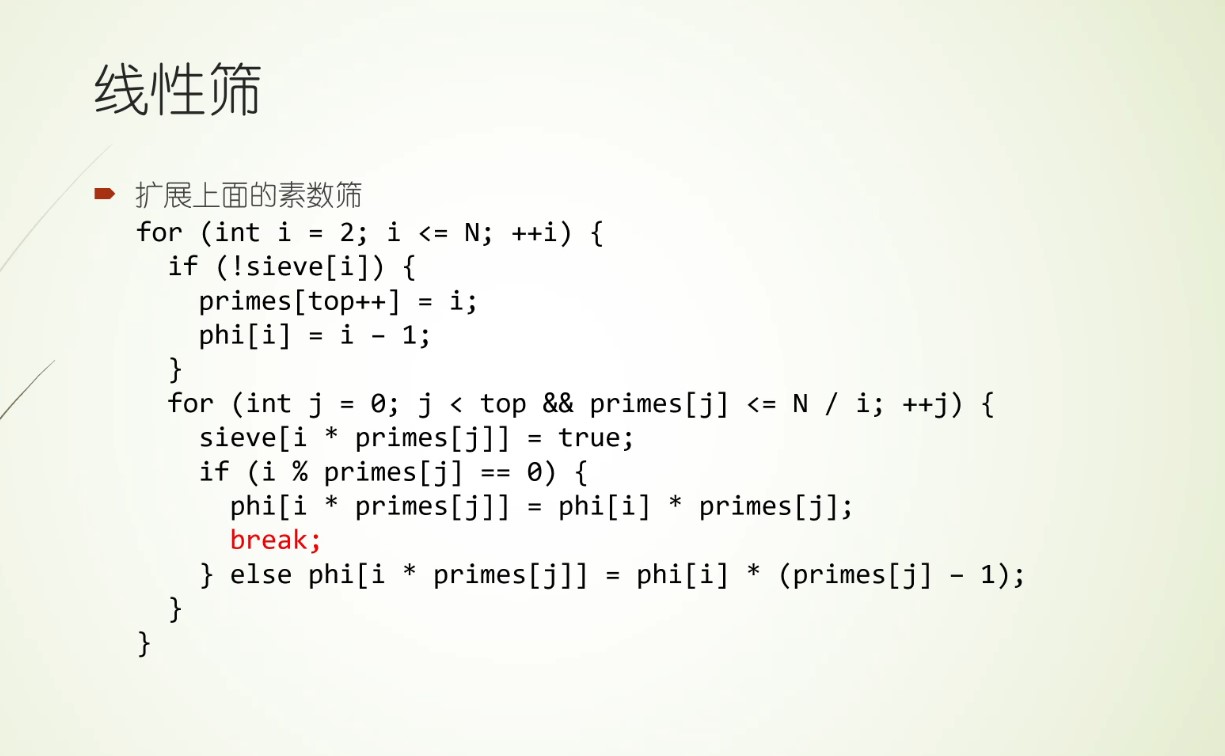 线性筛
扩展上面的素数筛
for (int i = 2; i <= N; ++i) {
  if (!sieve[i]) {
    primes[top++] = i;
    phi[i] = i – 1;
  }
  for (int j = 0; j < top && primes[j] <= N / i; ++j) {
    sieve[i * primes[j]] = true;
    if (i % primes[j] == 0) {
      phi[i * primes[j]] = phi[i] * primes[j];
      break;
    } else phi[i * primes[j]] = phi[i] * (primes[j] – 1);
  }
}